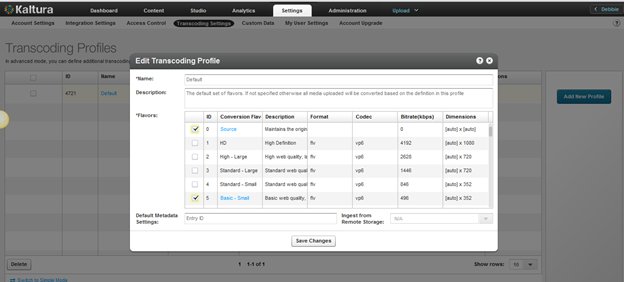 Kaltura Dashboard Content Studio Analytics Settings Administration Upload Debbie
Account Settings Integration Settings Access Control Transcoding Settings Custom Data My User Settings Account Upgrade
Transcoding Profiles
In advanced mode, you can define additional transcoding
ID Name
4721 Default
Add New Profile
Edit Transcoding Profile
*Name: Default
Description: The default set of flavors. If not specified otherwise all media uploaded will be converted based on the definition in this profile
*Flavors:
ID Conversion Flav Description Format Codec Bitrate(kbps) Dimensions
0 Source Maintains the origin 0 [auto] x [auto]
1 HD High Definition flv vp6 4192 [auto] x 1080
2 High - Large High web quality, l flv vp6 2628 [auto] x 720
3 Standard - Large Standard web qual flv vp6 1446 [auto] x 720
4 Standard - Small Standard web qual flv vp6 846 [auto] x 352
5 Basic - Small Basic web quality, flv vp6 496 [auto] x 352
Default Metadata Settings: Entry ID
Ingest from Remote Storage: N/A
Save Changes
Delete 1 1-1 of 1 Show rows: 10
Switch to Simple Mode